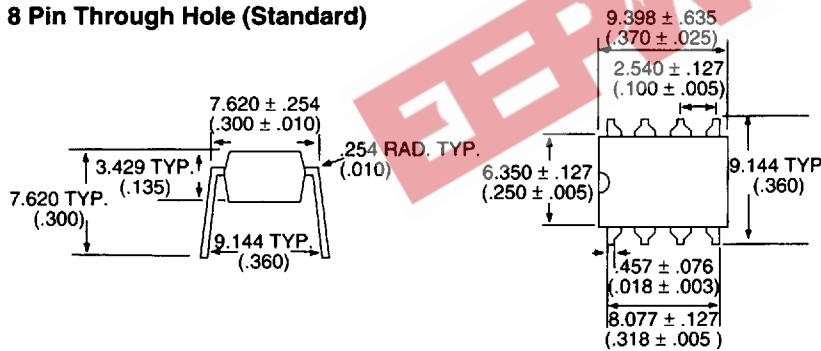 8 Pin Through Hole (Standard)
7.620 ± .254
(.300 ± .010)
3.429 TYP.
(.135)
7.620 TYP.
(.300)
.254 RAD. TYP.
(.010)
9.144 TYP.
(.360)
9.398 ± .635
(.370 ± .025)
2.540 ± .127
(.100 ± .005)
6.350 ± .127
(.250 ± .005)
9.144 TYP
(.360)
.457 ± .076
(.018 ± .003)
8.077 ± .127
(.318 ± .005 )